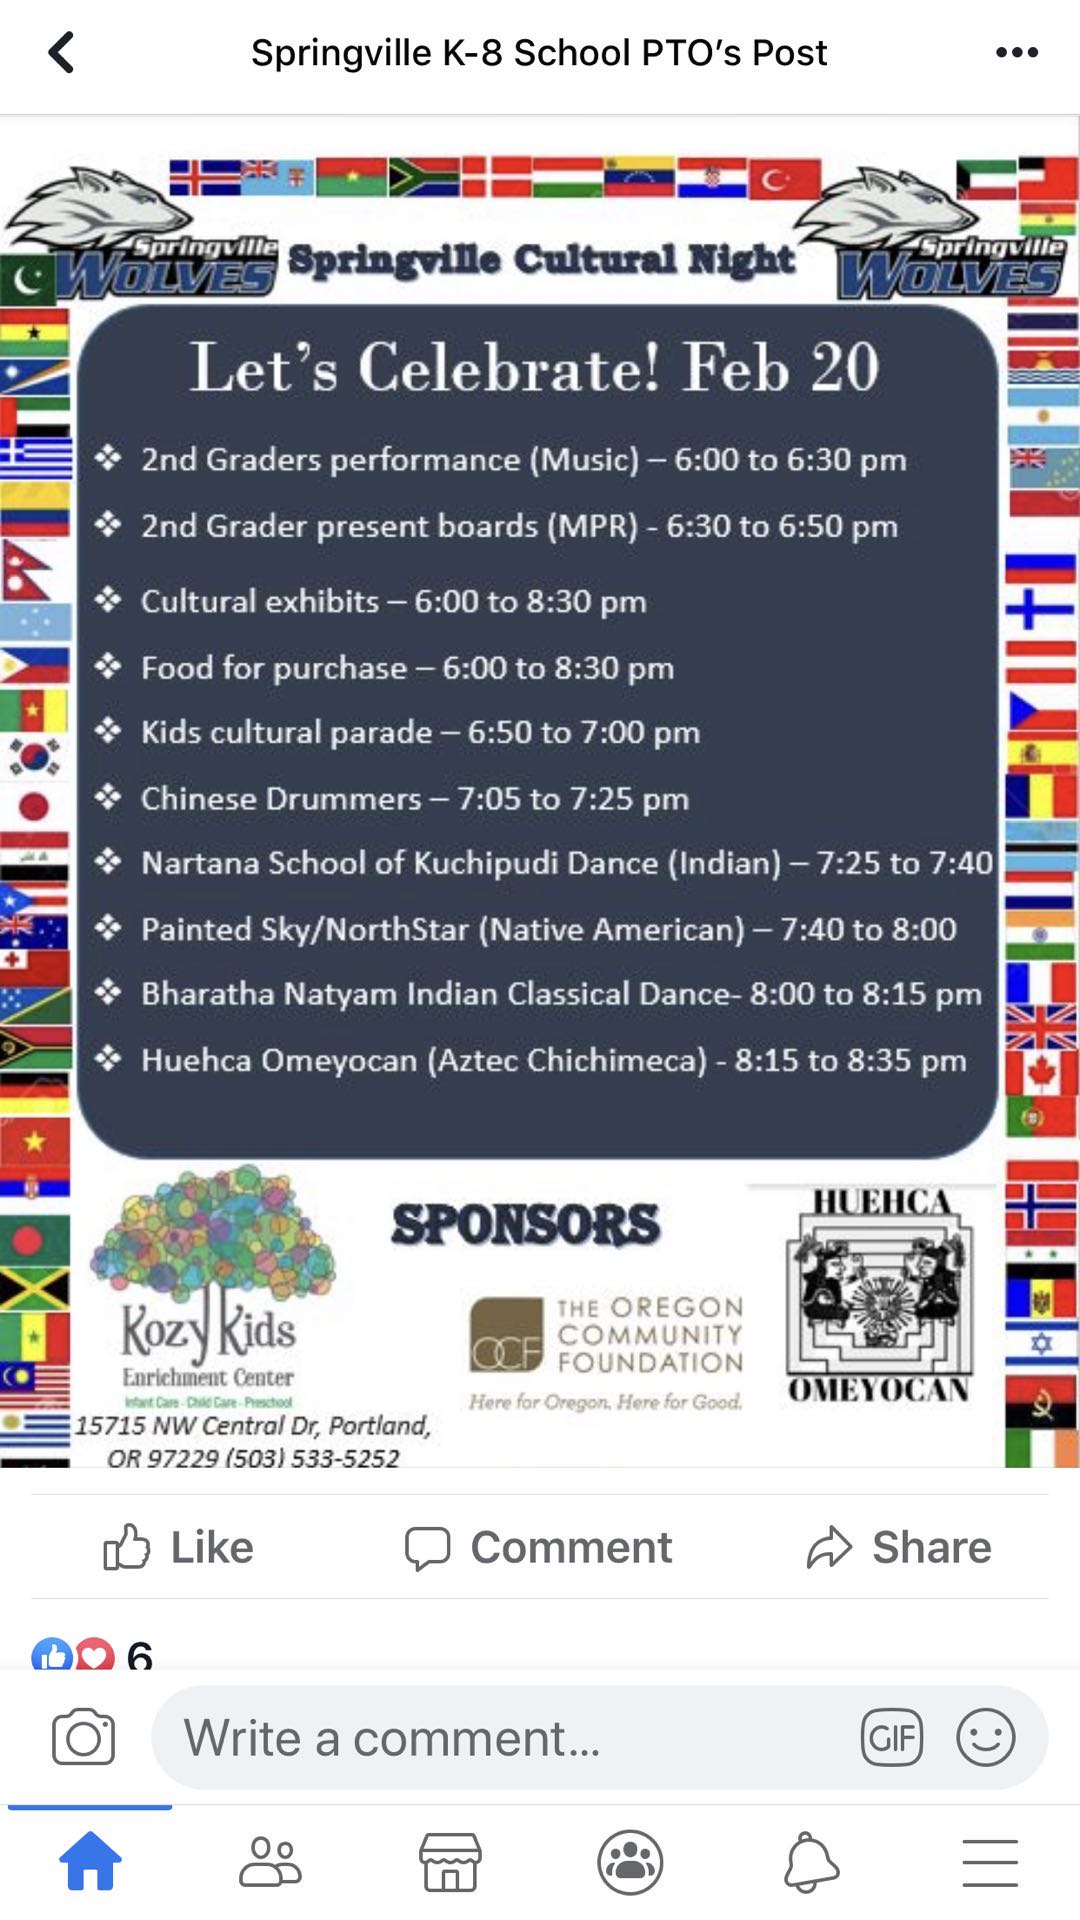 Springville K-8 School PTO’s Post
Springville
WOLVES
Springville Cultural Night
Springville
WOLVES
Let’s Celebrate! Feb 20
❖ 2nd Graders performance (Music) – 6:00 to 6:30 pm
❖ 2nd Grader present boards (MPR) - 6:30 to 6:50 pm
❖ Cultural exhibits – 6:00 to 8:30 pm
❖ Food for purchase – 6:00 to 8:30 pm
❖ Kids cultural parade – 6:50 to 7:00 pm
❖ Chinese Drummers – 7:05 to 7:25 pm
❖ Nartana School of Kuchipudi Dance (Indian) – 7:25 to 7:40
❖ Painted Sky/NorthStar (Native American) – 7:40 to 8:00
❖ Bharatha Natyam Indian Classical Dance- 8:00 to 8:15 pm
❖ Huehca Omeyocan (Aztec Chichimeca) - 8:15 to 8:35 pm
SPONSORS
Kozy Kids
Enrichment Center
Infant Care - Child Care - Preschool
15715 NW Central Dr, Portland,
OR 97229 (503) 533-5252
OCF
THE OREGON
COMMUNITY
FOUNDATION
Here for Oregon. Here for Good.
HUEHCA
OMEYOCAN
Like
Comment
Share
6
Write a comment...
GIF